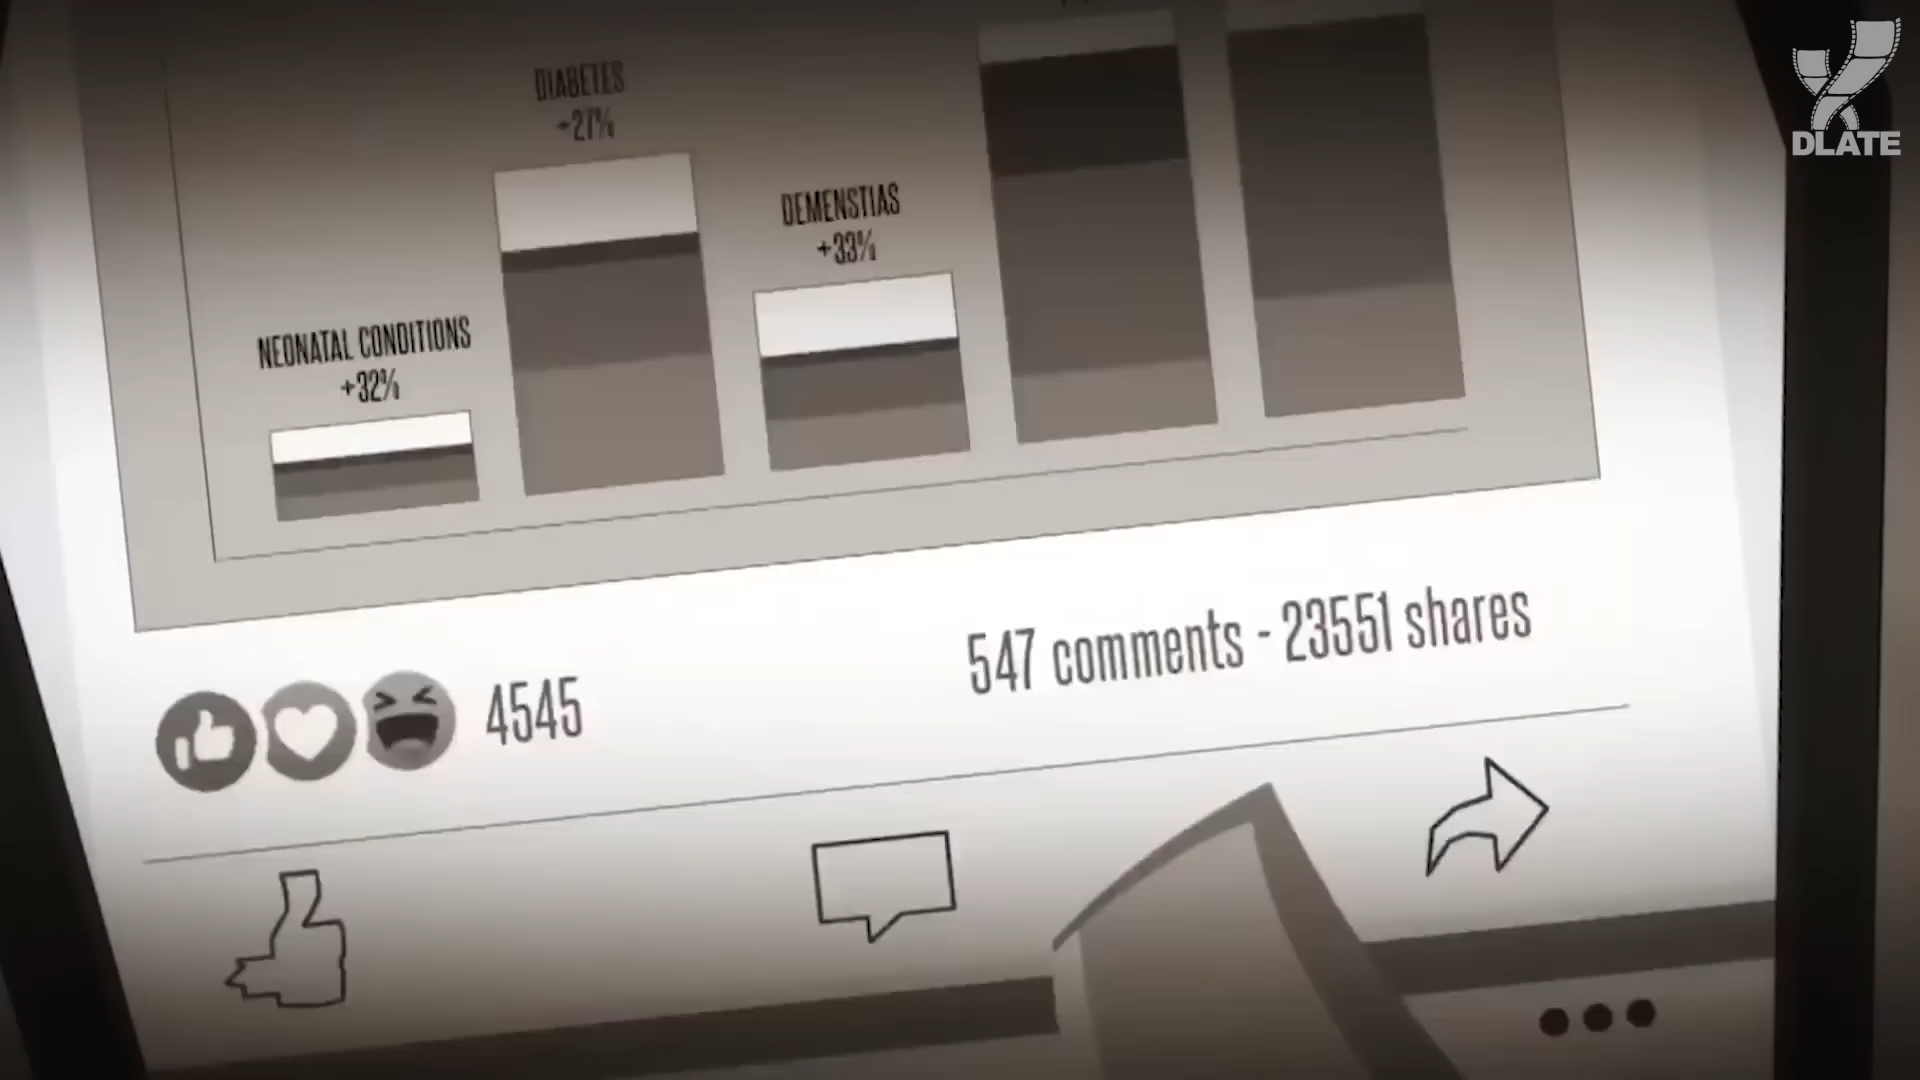 DIABETES
+27%
DEMENSTIAS
+33%
NEONATAL CONDITIONS
+32%
4545
547 comments - 23551 shares
DLATE